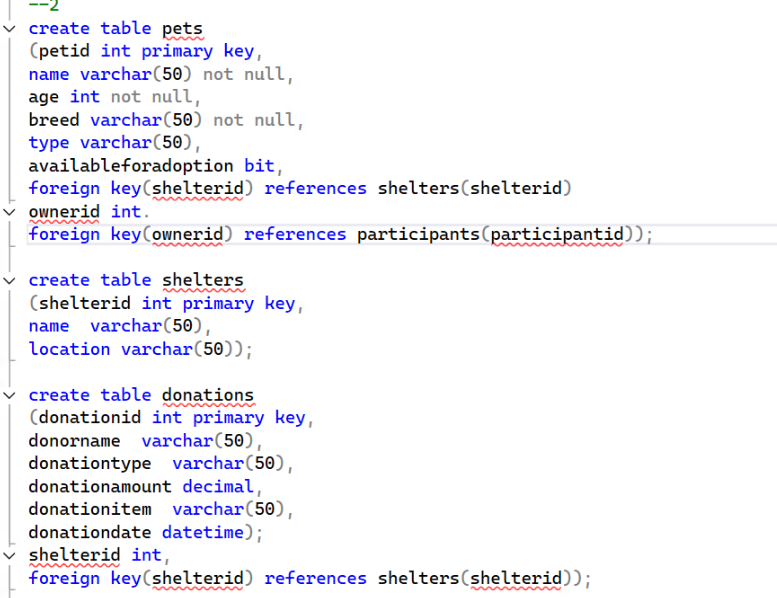 --2
create table pets
(petid int primary key,
name varchar(50) not null,
age int not null,
breed varchar(50) not null,
type varchar(50),
availableforadoption bit,
foreign key(shelterid) references shelters(shelterid)
ownerid int.
foreign key(ownerid) references participants(participantid));
create table shelters
(shelterid int primary key,
name  varchar(50),
location varchar(50));
create table donations
(donationid int primary key,
donorname  varchar(50),
donationtype  varchar(50),
donationamount decimal,
donationitem  varchar(50),
donationdate datetime);
shelterid int,
foreign key(shelterid) references shelters(shelterid));